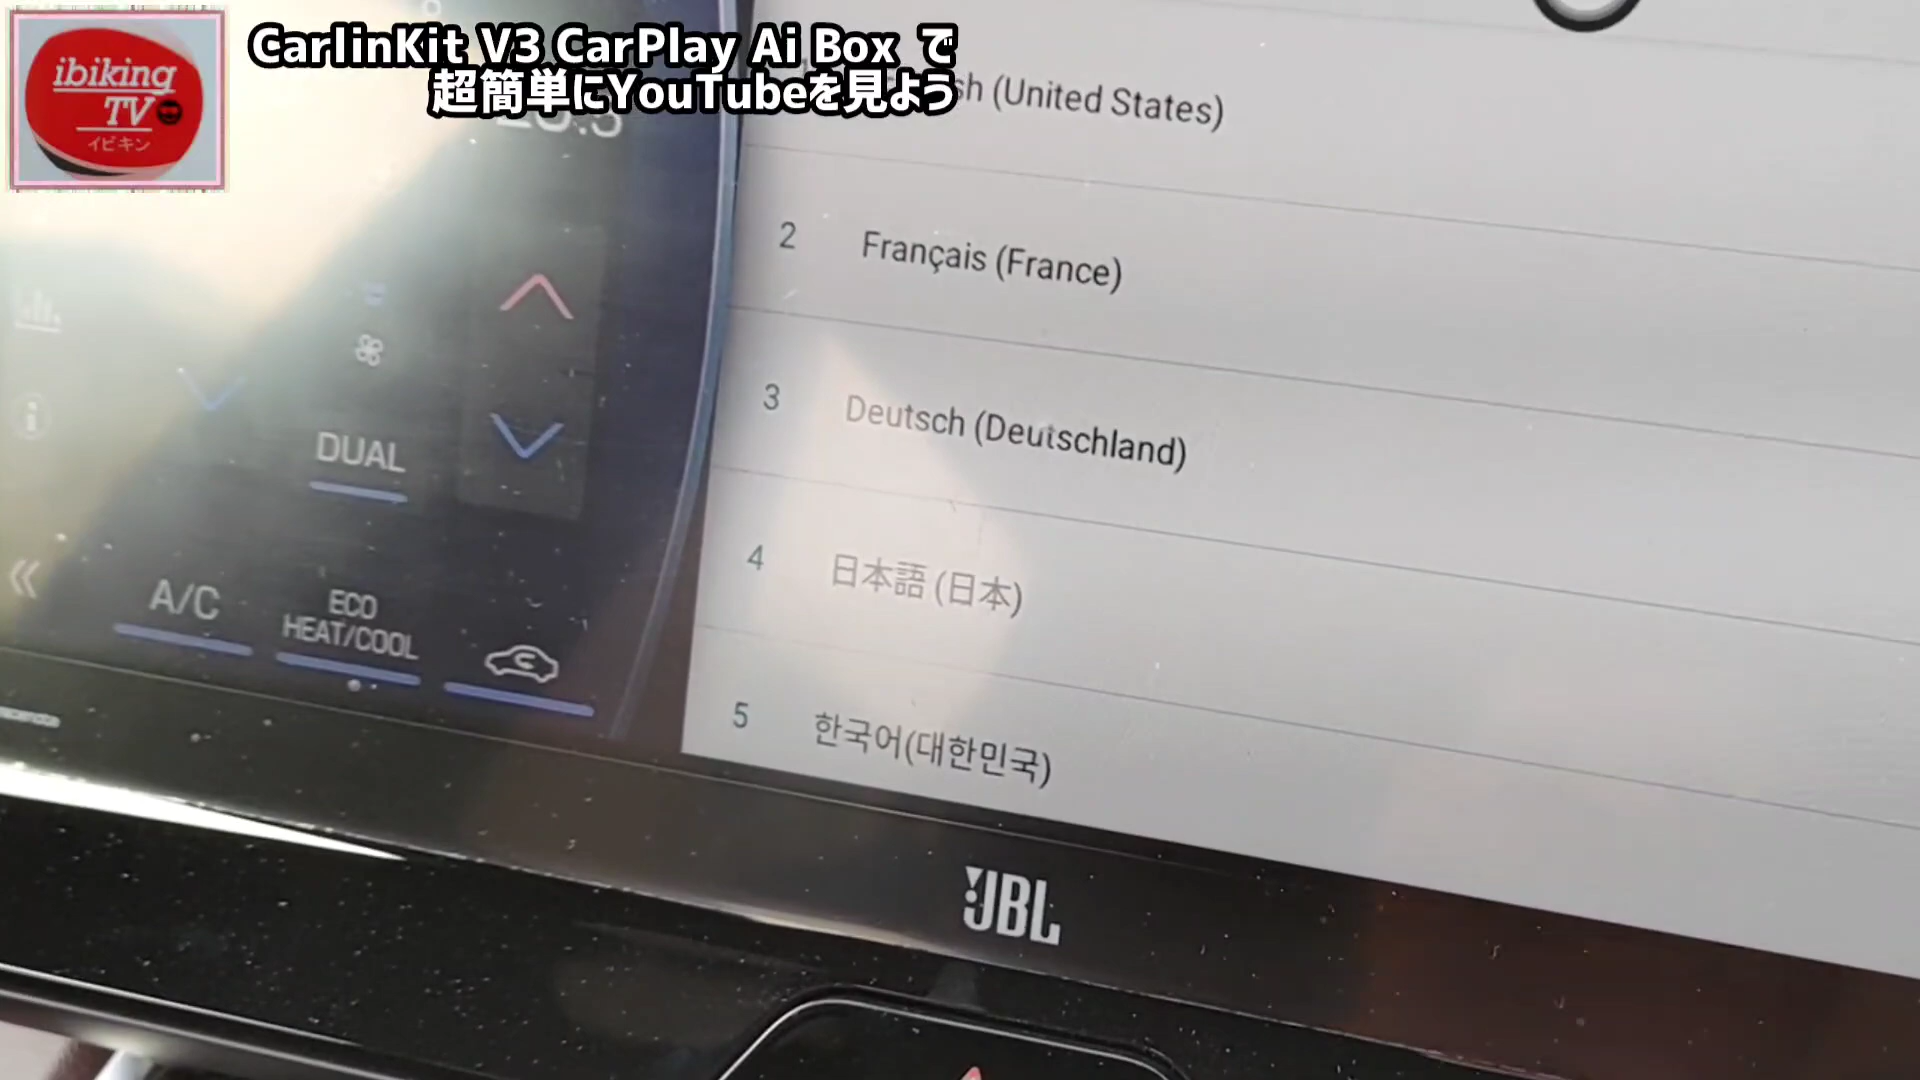 ibiking
TV
イビキン
CarlinKit V3 CarPlay Ai Box で
超簡単にYouTubeを見よう
(United States)
2 Français (France)
3 Deutsch (Deutschland)
4 日本語 (日本)
5 한국어(대한민국)
DUAL
A/C
ECO
HEAT/COOL
JBL